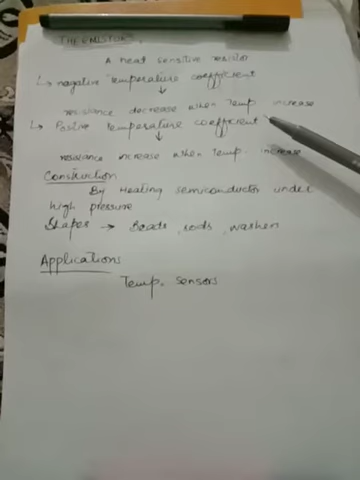 THERMISTORS
A heat sensitive resistor
↳ negative Temperature coefficient
↓
resistance decrease when Temp increase
↳ Positive Temperature coefficient
↓
resistance increase when Temp. increase
Construction
By Heating semiconductor under
high pressure
Shapes → Beads, rods, washers
Applications
Temp. sensors